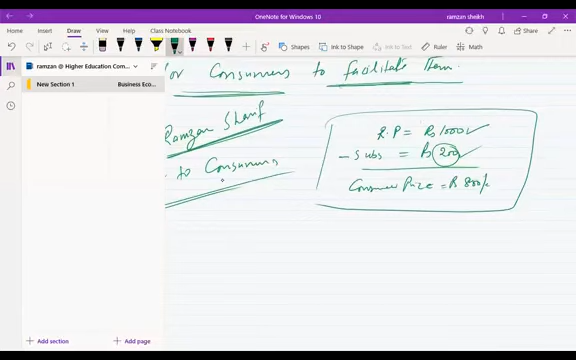 OneNote for Windows 10
ramzan sheikh
Home Insert Draw View Help Class Notebook
Shapes Ink to Shape Ink to Text Ruler Math
Share
ramzan @ Higher Education Com...
New Section 1
Business Eco...
Add section
Add page
for Consumers to facilitate them.
Ramzan Sharif
to Consumers
R.P = Rs 1000
- Subs = Rs 200
Consumer Price = Rs 800/-